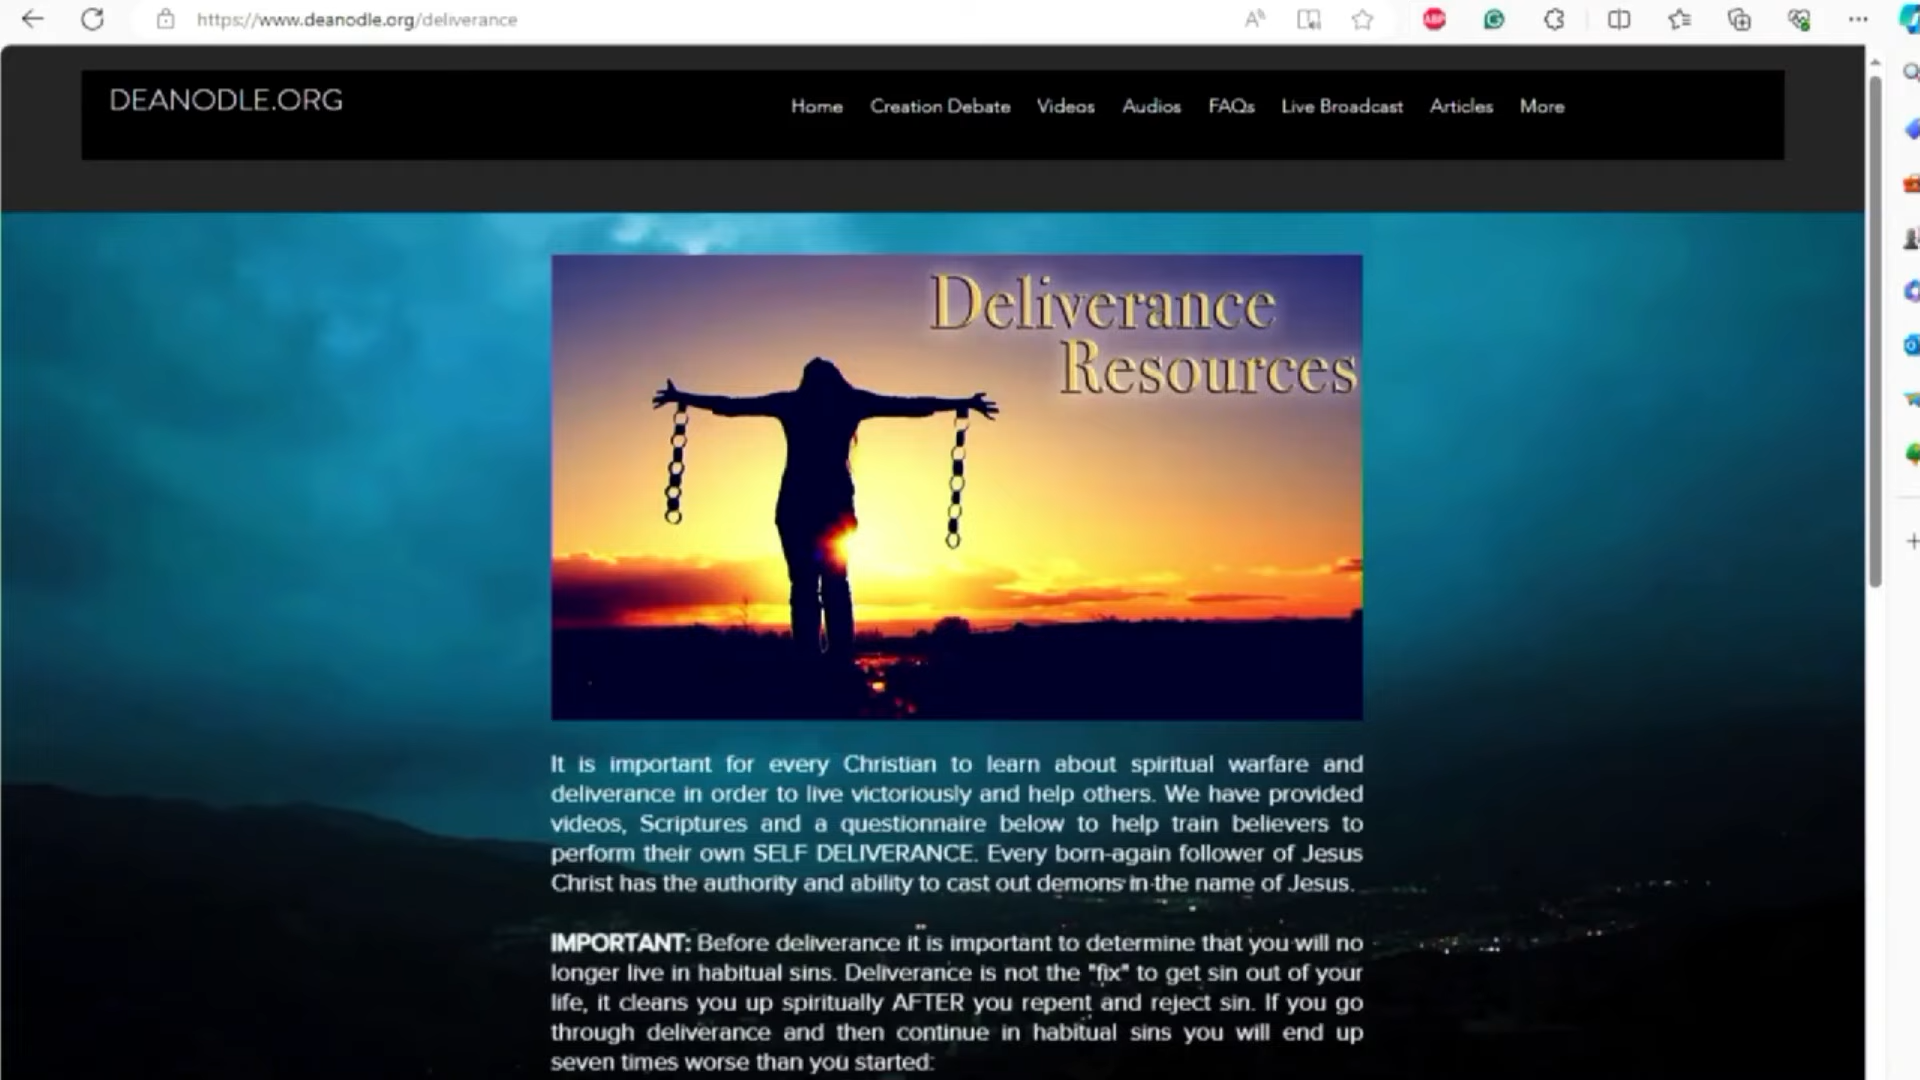 https://www.deanodle.org/deliverance
DEANODLE.ORG
Home Creation Debate Videos Audios FAQs Live Broadcast Articles More
Deliverance
Resources
It is important for every Christian to learn about spiritual warfare and
deliverance in order to live victoriously and help others. We have provided
videos, Scriptures and a questionnaire below to help train believers to
perform their own SELF DELIVERANCE. Every born-again follower of Jesus
Christ has the authority and ability to cast out demons in the name of Jesus.
IMPORTANT: Before deliverance it is important to determine that you will no
longer live in habitual sins. Deliverance is not the "fix" to get sin out of your
life, it cleans you up spiritually AFTER you repent and reject sin. If you go
through deliverance and then continue in habitual sins you will end up
seven times worse than you started: